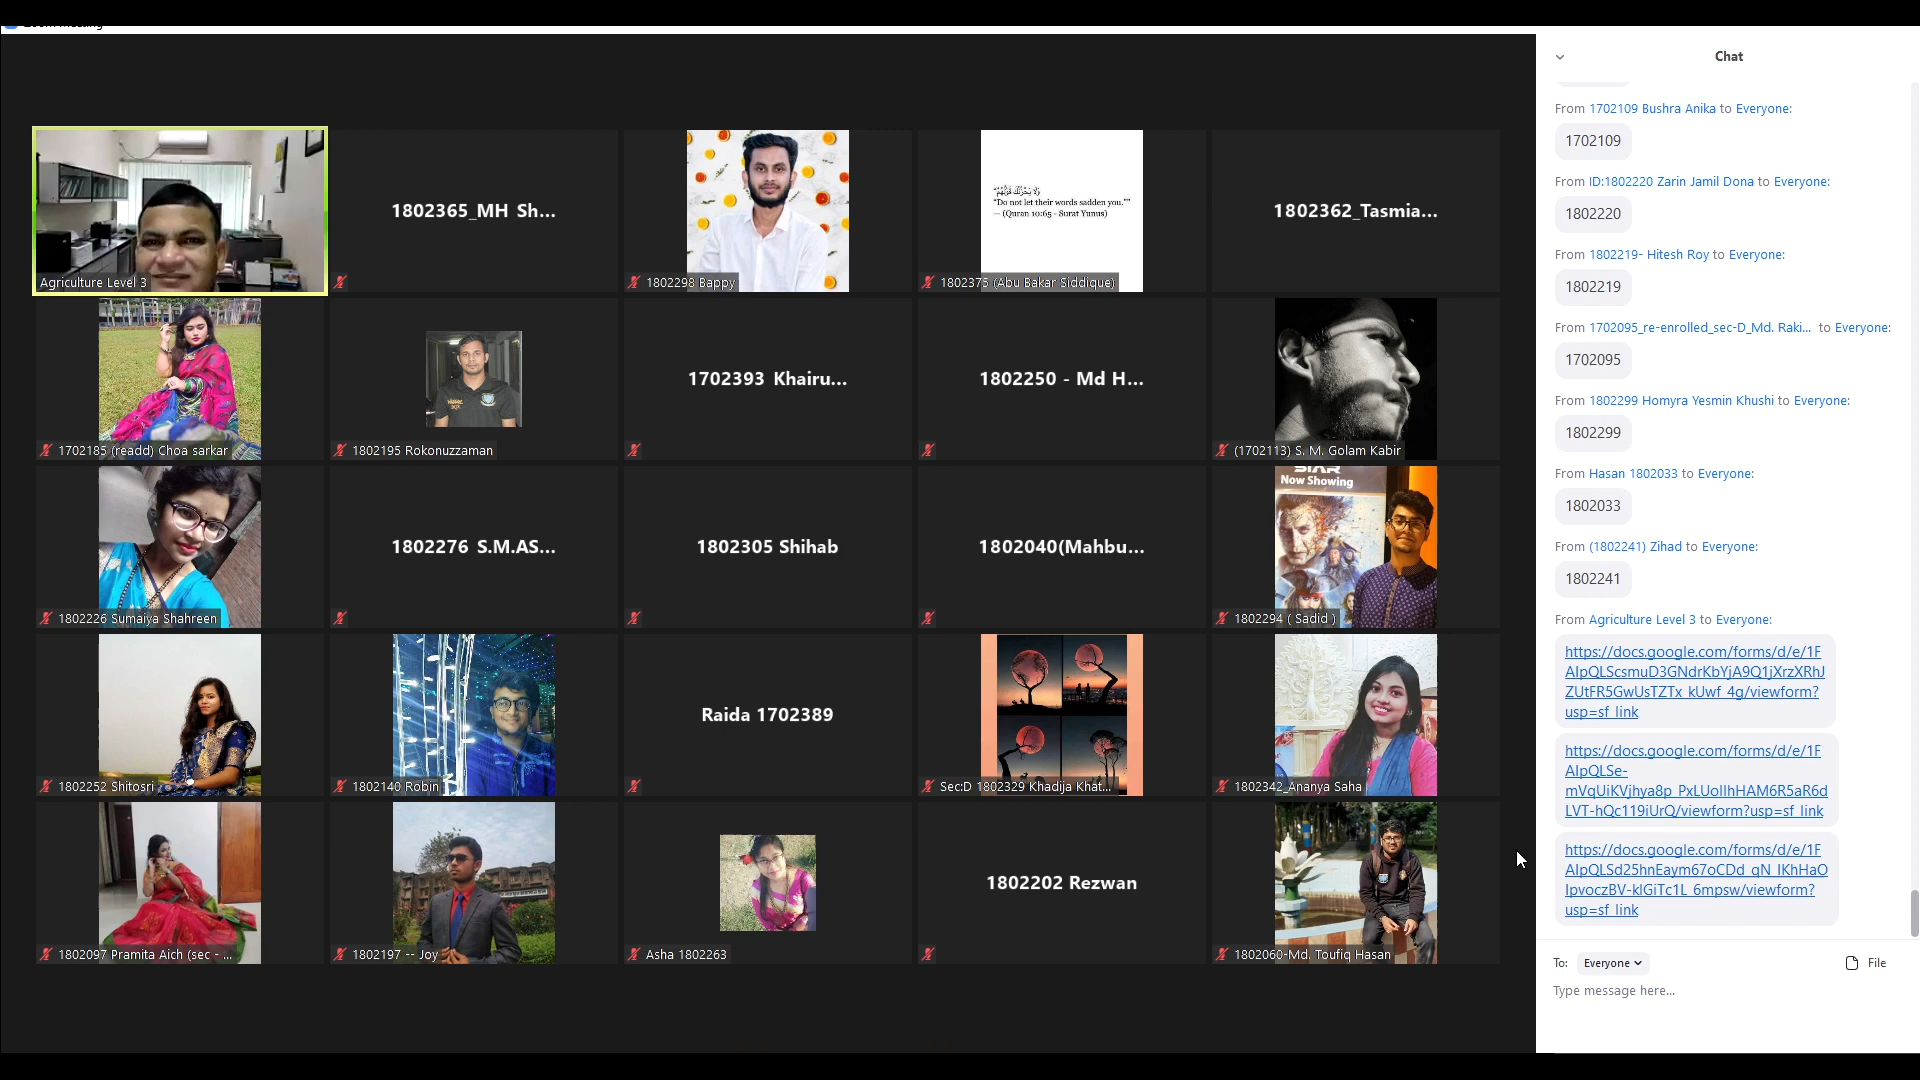 Zoom Meeting
Agriculture Level 3
1802365_MH Sh...
1802298 Bappy
“Do not let their words sadden you.””
— (Quran 10:65 - Surat Yunus)
1802375 (Abu Bakar Siddique)
1802362_Tasmia...
1702185 (readd) Choa sarkar
1802195 Rokonuzzaman
1702393 Khairu...
1802250 - Md H...
(1702113) S. M. Golam Kabir
1802226 Sumaiya Shahreen
1802276 S.M.AS...
1802305 Shihab
1802040(Mahbu...
STAR
Now Showing
1802294 ( Sadid )
1802252 Shitosri
1802140 Robin
Raida 1702389
Sec:D 1802329 Khadija Khat...
1802342_Ananya Saha
1802097 Pramita Aich (sec - ...
1802197 -- Joy
Asha 1802263
1802202 Rezwan
1802060-Md. Toufiq Hasan
Chat
From 1702109 Bushra Anika to Everyone:
1702109
From ID:1802220 Zarin Jamil Dona to Everyone:
1802220
From 1802219- Hitesh Roy to Everyone:
1802219
From 1702095_re-enrolled_sec-D_Md. Raki... to Everyone:
1702095
From 1802299 Homyra Yesmin Khushi to Everyone:
1802299
From Hasan 1802033 to Everyone:
1802033
From (1802241) Zihad to Everyone:
1802241
From Agriculture Level 3 to Everyone:
https://docs.google.com/forms/d/e/1F
AIpQLScsmuD3GNdrKbYjA9Q1jXrzXRhJ
ZUtFR5GwUsTZTx_kUwf_4g/viewform?
usp=sf_link
https://docs.google.com/forms/d/e/1F
AIpQLSe-
mVqUiKVjhya8p_PxLUolIhHAM6R5aR6d
LVT-hQc119iUrQ/viewform?usp=sf_link
https://docs.google.com/forms/d/e/1F
AIpQLSd25hnEaym67oCDd_qN_IKhHaO
IpvoczBV-kIGiTc1L_6mpsw/viewform?
usp=sf_link
To: Everyone
File
Type message here...